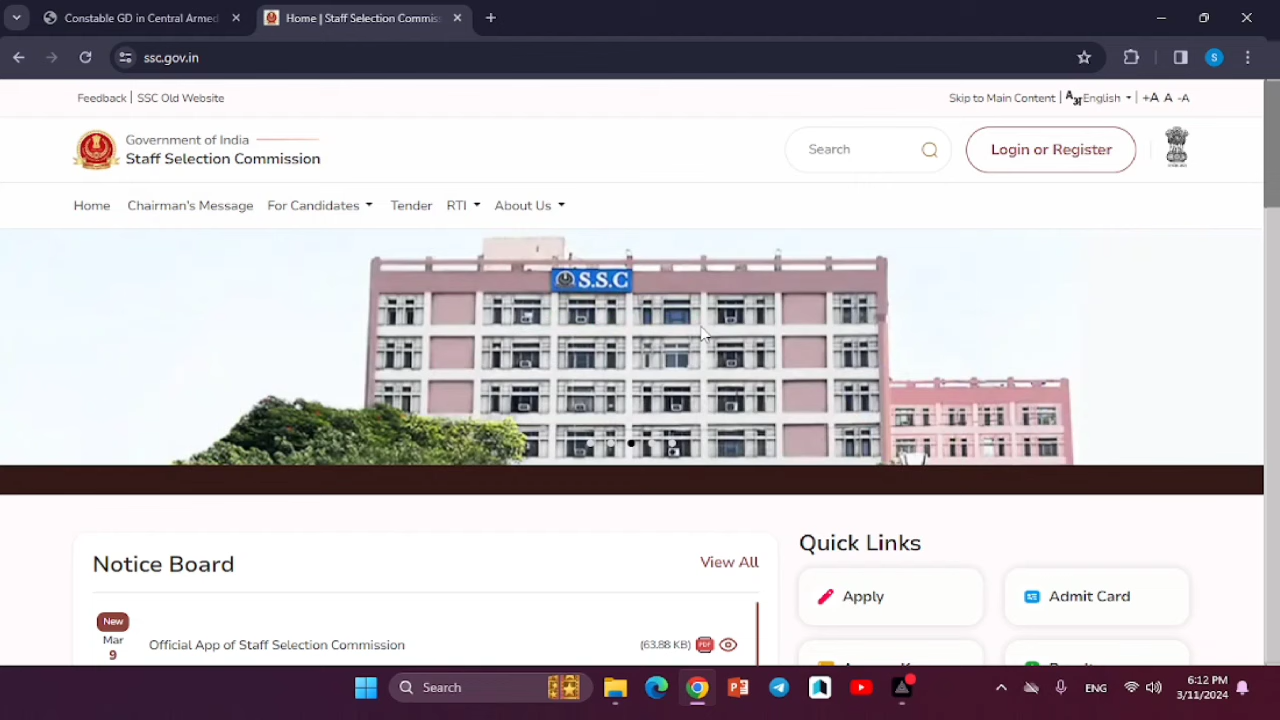 Constable GD in Central Armed
Home | Staff Selection Commiss
ssc.gov.in
S
Feedback | SSC Old Website
Skip to Main Content | English | +A A -A
Government of India
Staff Selection Commission
Search
Login or Register
Home Chairman's Message For Candidates Tender RTI About Us
S.S.C
Notice Board
View All
New
Mar
9
Official App of Staff Selection Commission
(63.88 KB)
PDF
Quick Links
Apply
Admit Card
Search
ENG
6:12 PM
3/11/2024